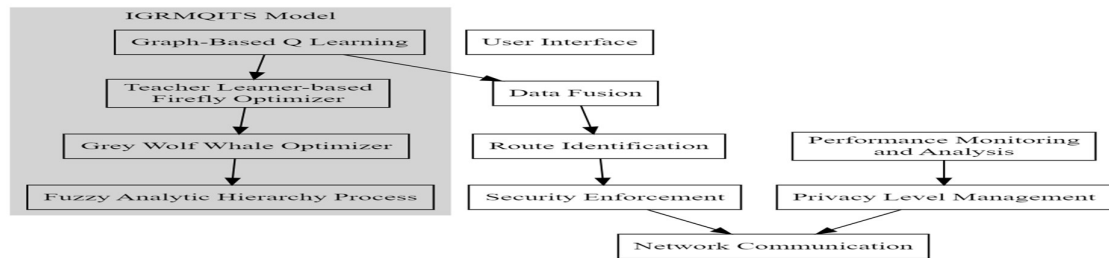 IGRMQITS Model
Graph-Based Q Learning
User Interface
Teacher Learner-based
Firefly Optimizer
Data Fusion
Grey Wolf Whale Optimizer
Route Identification
Performance Monitoring
and Analysis
Fuzzy Analytic Hierarchy Process
Security Enforcement
Privacy Level Management
Network Communication